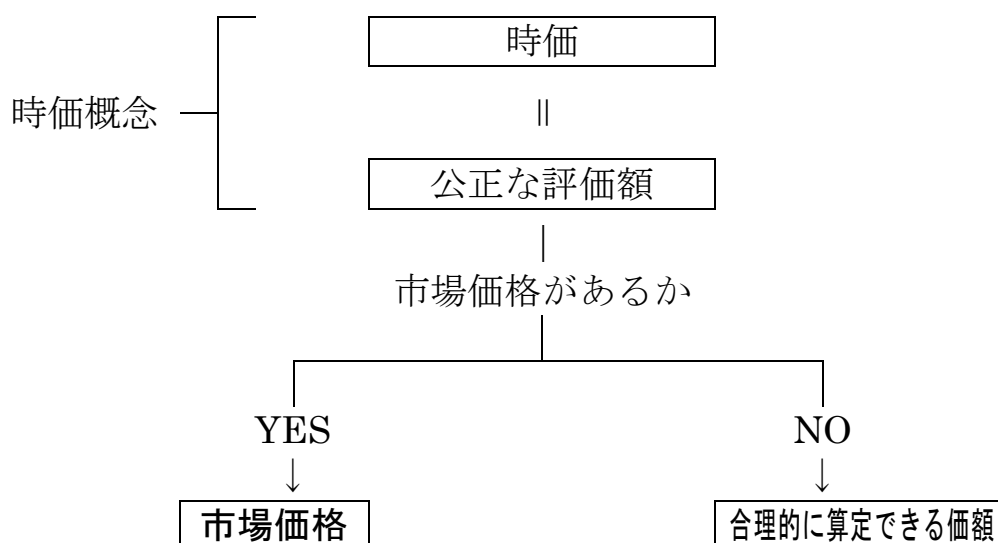 時価
時価概念
||
公正な評価額
市場価格があるか
YES
NO
↓
↓
市場価格
合理的に算定できる価額